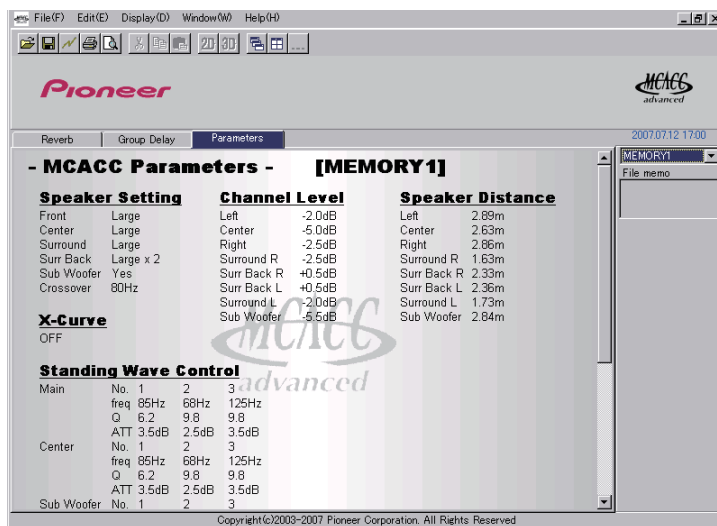 File(F) Edit(E) Display(D) Window(W) Help(H)
2D 3D ...
Pioneer
MCACC
advanced
Reverb Group Delay Parameters
2007.07.12 17:00
MEMORY1
File memo
- MCACC Parameters - [MEMORY1]
Speaker Setting
Front Large
Center Large
Surround Large
Surr Back Large x 2
Sub Woofer Yes
Crossover 80Hz
X-Curve
OFF
Channel Level
Left -2.0dB
Center -5.0dB
Right -2.5dB
Surround R -2.5dB
Surr Back R +0.5dB
Surr Back L +0.5dB
Surround L -2.0dB
Sub Woofer -5.5dB
Speaker Distance
Left 2.89m
Center 2.63m
Right 2.86m
Surround R 1.63m
Surr Back R 2.33m
Surr Back L 2.36m
Surround L 1.73m
Sub Woofer 2.84m
MCACC
advanced
Standing Wave Control
Main No. 1 2 3
freq 85Hz 68Hz 125Hz
Q 6.2 9.8 9.8
ATT 3.5dB 2.5dB 3.5dB
Center No. 1 2 3
freq 85Hz 68Hz 125Hz
Q 6.2 9.8 9.8
ATT 3.5dB 2.5dB 3.5dB
Sub Woofer No. 1 2 3
Copyright(c)2003-2007 Pioneer Corporation. All Rights Reserved